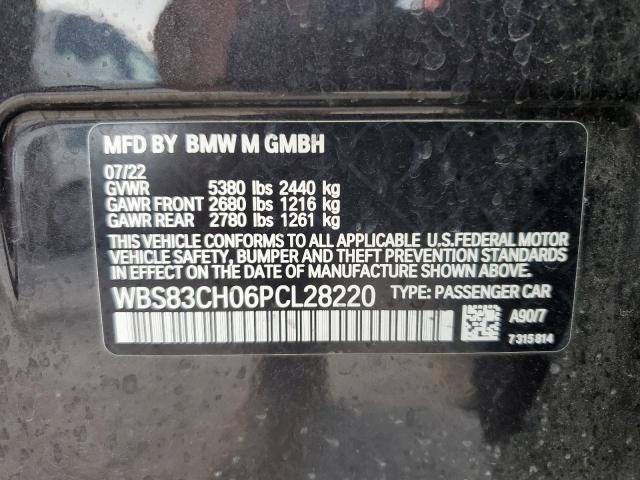 MFD BY BMW M GMBH
07/22
GVWR 5380 lbs 2440 kg
GAWR FRONT 2680 lbs 1216 kg
GAWR REAR 2780 lbs 1261 kg
THIS VEHICLE CONFORMS TO ALL APPLICABLE U.S.FEDERAL MOTOR
VEHICLE SAFETY, BUMPER AND THEFT PREVENTION STANDARDS
IN EFFECT ON THE DATE OF MANUFACTURE SHOWN ABOVE.
WBS83CH06PCL28220 TYPE: PASSENGER CAR
A90/7
7315814